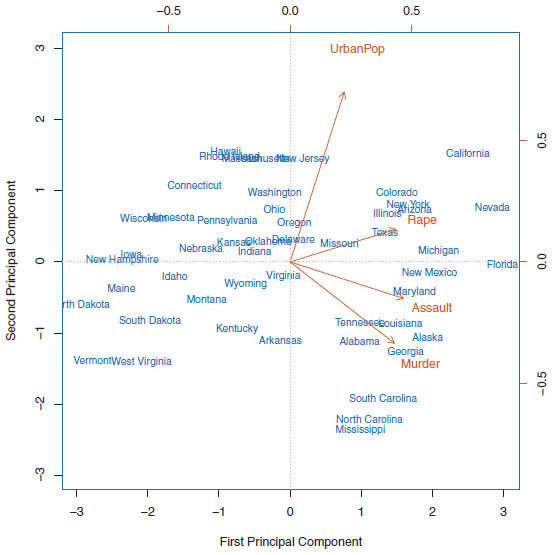 −0.5 0.0 0.5
UrbanPop
3
2
Hawaii
Rhode Island Massachusetts New Jersey
California
0.5
Connecticut
1
Washington
Colorado
New York
Ohio
Illinois Arizona
Nevada
Wisconsin Minnesota Pennsylvania
Oregon
Rape
Texas
Kansas Oklahoma Delaware
Missouri
Nebraska
Indiana
Michigan
Iowa
New Hampshire
0
0.0
Florida
Idaho
Virginia
New Mexico
Maine
Wyoming
Maryland
Montana
rth Dakota
Assault
South Dakota
Kentucky
Tennessee Louisiana
−1
Arkansas
Alabama
Alaska
Georgia
Vermont West Virginia
Murder
−0.5
South Carolina
−2
North Carolina
Mississippi
−3
−3 −2 −1 0 1 2 3
First Principal Component
Second Principal Component